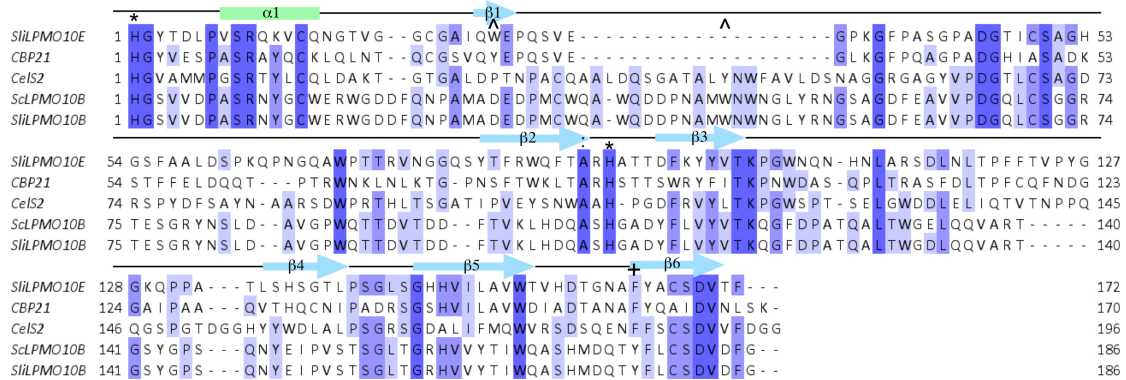 * α1 β1 ^ ^
SliLPMO10E 1 HGYTDLPVSRQKVCQNGTVG--GCGAIQWEPQSVE--------------------GPKGFPASGPADGTICSAGH 53
CBP21 1 HGYVESPASRAYQCKLQLNT--QCGSVQYEPQSVE--------------------GLKGFPQAGPADGHIASADK 53
CelS2 1 HGVAMMPGSRTYLCQLDAKT--GTGALDPTNPACQAALDQSGATALYNWFAVLDSNAGGRGAGYVPDGTLCSAGD 73
ScLPMO10B 1 HGSVVDPASRNYGCWERWGDDFQNPAMADEDPMCWQA-WQDDPNAMWNWNGLYRNGSAGDFEAVVPDGQLCSGGR 74
SliLPMO10B 1 HGSVVDPASRNYGCWERWGDDFQNPAMADEDPMCWQA-WQDDPNAMWNWNGLYRNGSAGDFEAVVPDGQLCSGGR 74
β2 : * β3
SliLPMO10E 54 GSFAALDSPKQPNGQAWPTTRVNGGQSYTFRWQFTARHATTDFKYYVTKPGWNQN-HNLARSDLNLTPFFTVPYG 127
CBP21 54 STFFELDQQT---PTRWNKLNLKTG-PNSFTWKLTARHSTTSWRYFITKPNWDAS-QPLTRASFDLTPFCQFNDG 123
CelS2 74 RSPYDFSAYN-AARSDWPRTHLTSGATIPVEYSNWAAH-PGDFRVYLTKPGWSPT-SELGWDDLELIQTVTNPPQ 145
ScLPMO10B 75 TESGRYNSLD--AVGPWQTTDVTDD--FTVKLHDQASHGADYFLVYVTKQGFDPATQALTWGELQQVART----- 140
SliLPMO10B 75 TESGRYNSLD--AVGPWQTTDVTDD--FTVKLHDQASHGADYFLVYVTKQGFDPATQALTWGDLQQVART----- 140
β4 β5 + β6
SliLPMO10E 128 GKQPPA---TLSHSGTLPSGLSGHHVILAVWTVHDTGNAFYACSDVTF--- 172
CBP21 124 GAIPAA---QVTHQCNIPADRSGSHVILAVWDIADTANAFYQAIDVNLSK- 170
CelS2 146 QGSPGTDGGHYYWDLALPSGRSGDALIFMQWVRSDSQENFFSCSDVVFDGG 196
ScLPMO10B 141 GSYGPS---QNYEIPVSTSGLTGRHVVYTIWQASHMDQTYFLCSDVDFG-- 186
SliLPMO10B 141 GSYGPS---QNYEIPVSTSGLTGRHVVYTIWQASHMDQTYFLCSDVDFG-- 186